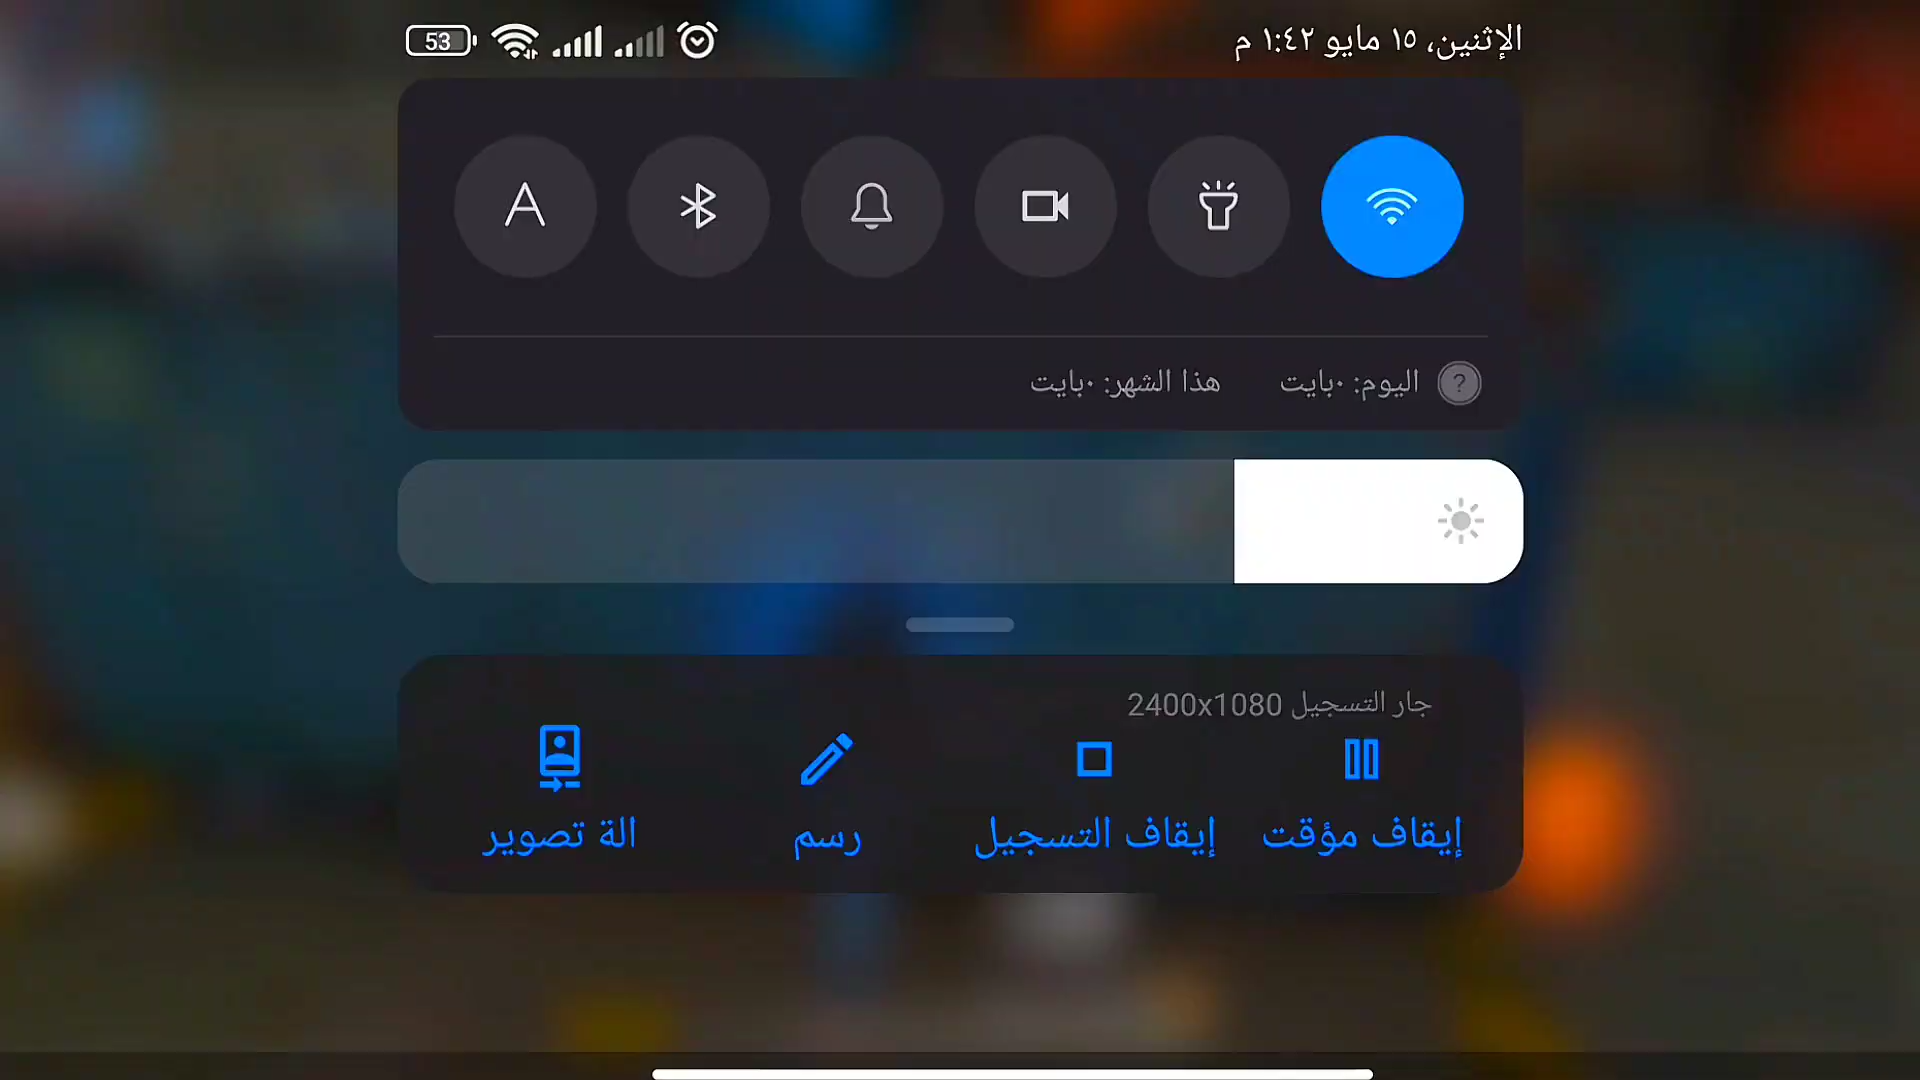 الإثنين، ١٥ مايو ١:٤٢ م
53
A
اليوم: ٠بايت هذا الشهر: ٠بايت
جار التسجيل 2400x1080
إيقاف مؤقت إيقاف التسجيل رسم الة تصوير